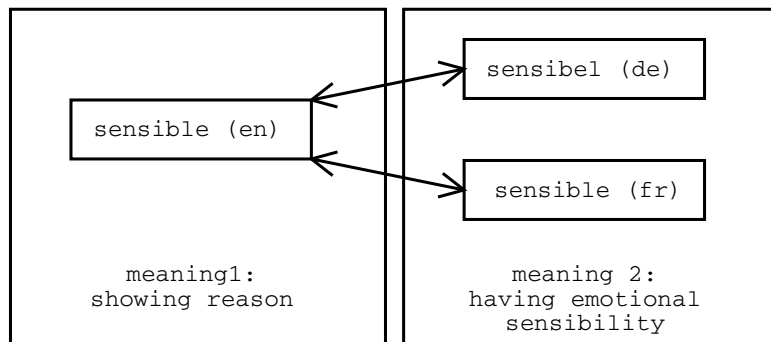 sensible (en)
meaning1:
showing reason
sensibel (de)
sensible (fr)
meaning 2:
having emotional
sensibility